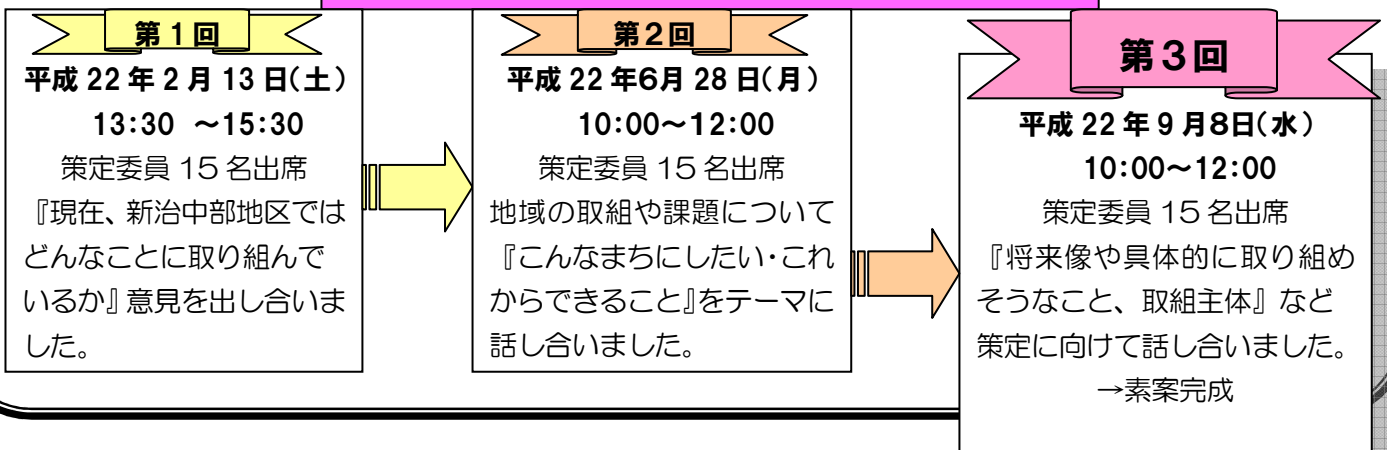 第1回
平成 22 年 2 月 13 日(土)
13:30 ~15:30
策定委員 15 名出席
『現在、新治中部地区では
どんなことに取り組んで
いるか』意見を出し合いま
した。
第2回
平成 22 年6月 28 日(月)
10:00~12:00
策定委員 15 名出席
地域の取組や課題について
『こんなまちにしたい・これ
からできること』をテーマに
話し合いました。
第3回
平成 22 年 9 月8日(水)
10:00~12:00
策定委員 15 名出席
『将来像や具体的に取り組め
そうなこと、取組主体』など
策定に向けて話し合いました。
→素案完成